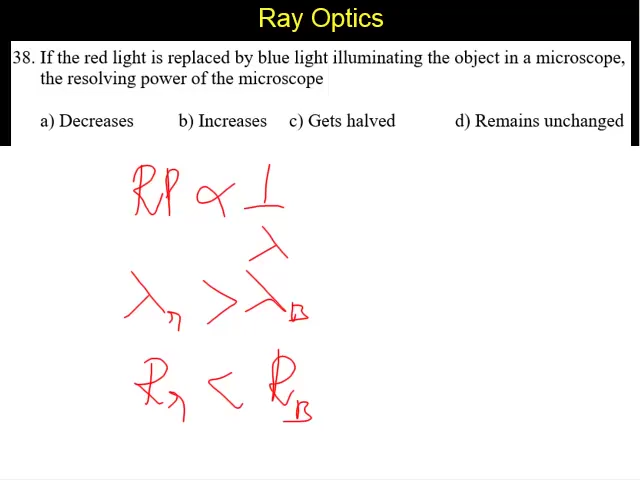 Ray Optics
38. If the red light is replaced by blue light illuminating the object in a microscope,
the resolving power of the microscope
a) Decreases b) Increases c) Gets halved d) Remains unchanged
RP ∝ 1/λ
λr > λB
Rr < RB